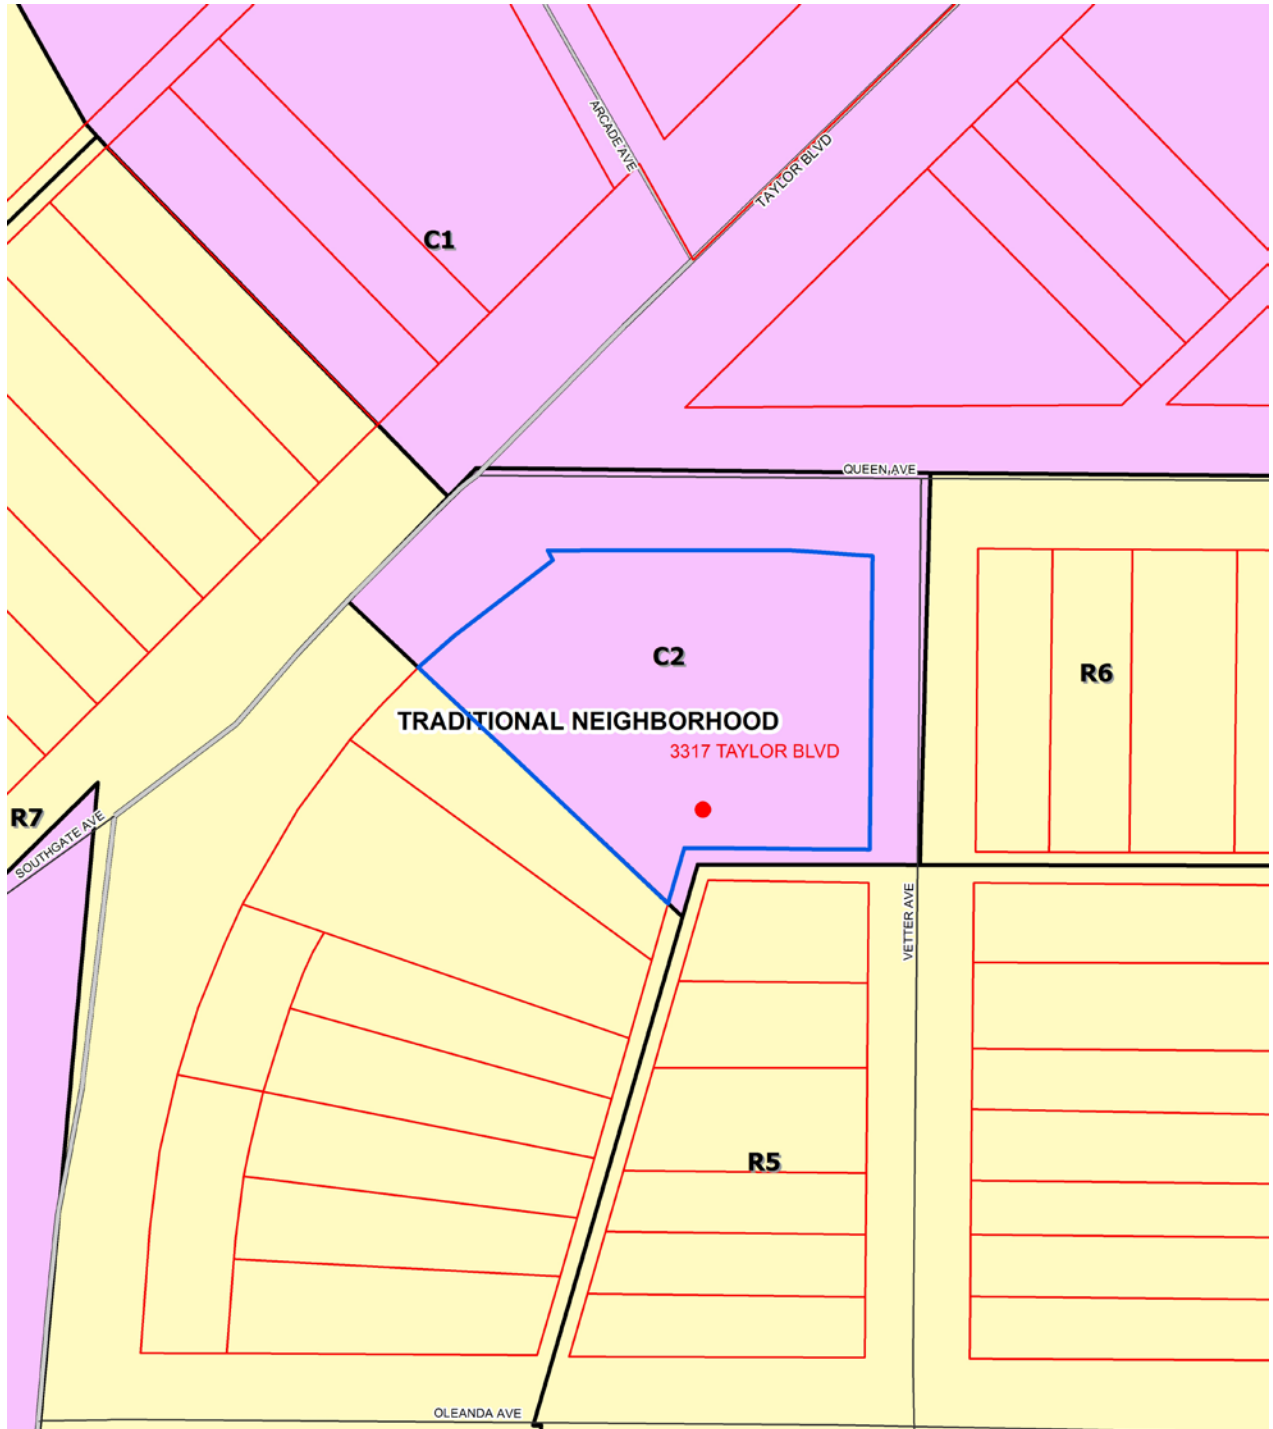 ARCADE AVE
TAYLOR BLVD
C1
QUEEN AVE
C2
R6
TRADITIONAL NEIGHBORHOOD
3317 TAYLOR BLVD
R7
SOUTHGATE AVE
VETTER AVE
R5
OLEANDA AVE